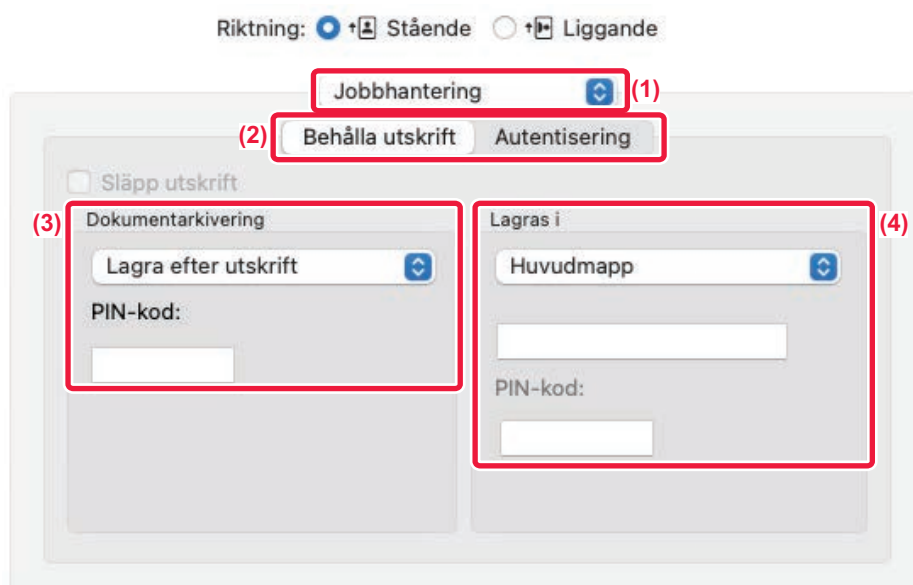 Riktning: Stående Liggande
Jobbhantering (1)
(2) Behålla utskrift Autentisering
Släpp utskrift
(3) Dokumentarkivering
Lagra efter utskrift
PIN-kod:
Lagras i (4)
Huvudmapp
PIN-kod: